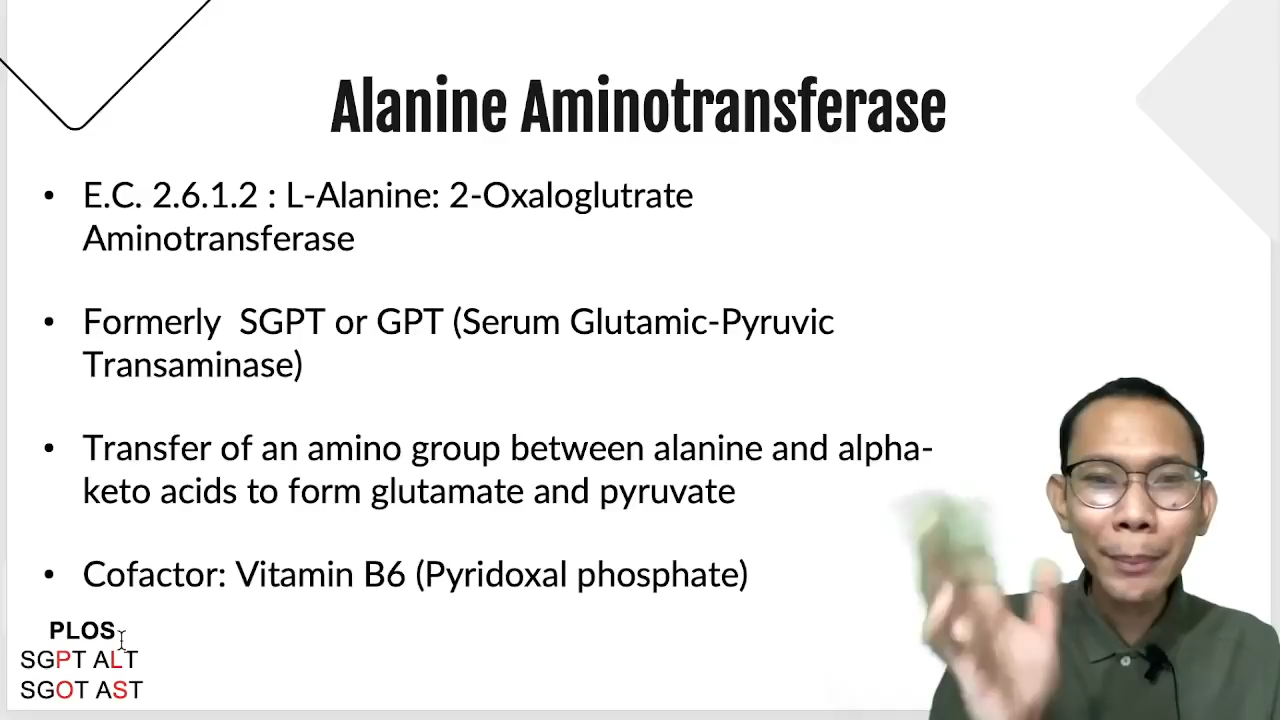 Alanine Aminotransferase
• E.C. 2.6.1.2 : L-Alanine: 2-Oxaloglutrate
Aminotransferase
• Formerly  SGPT or GPT (Serum Glutamic-Pyruvic
Transaminase)
• Transfer of an amino group between alanine and alpha-
keto acids to form glutamate and pyruvate
• Cofactor: Vitamin B6 (Pyridoxal phosphate)
PLOS
SGPT ALT
SGOT AST